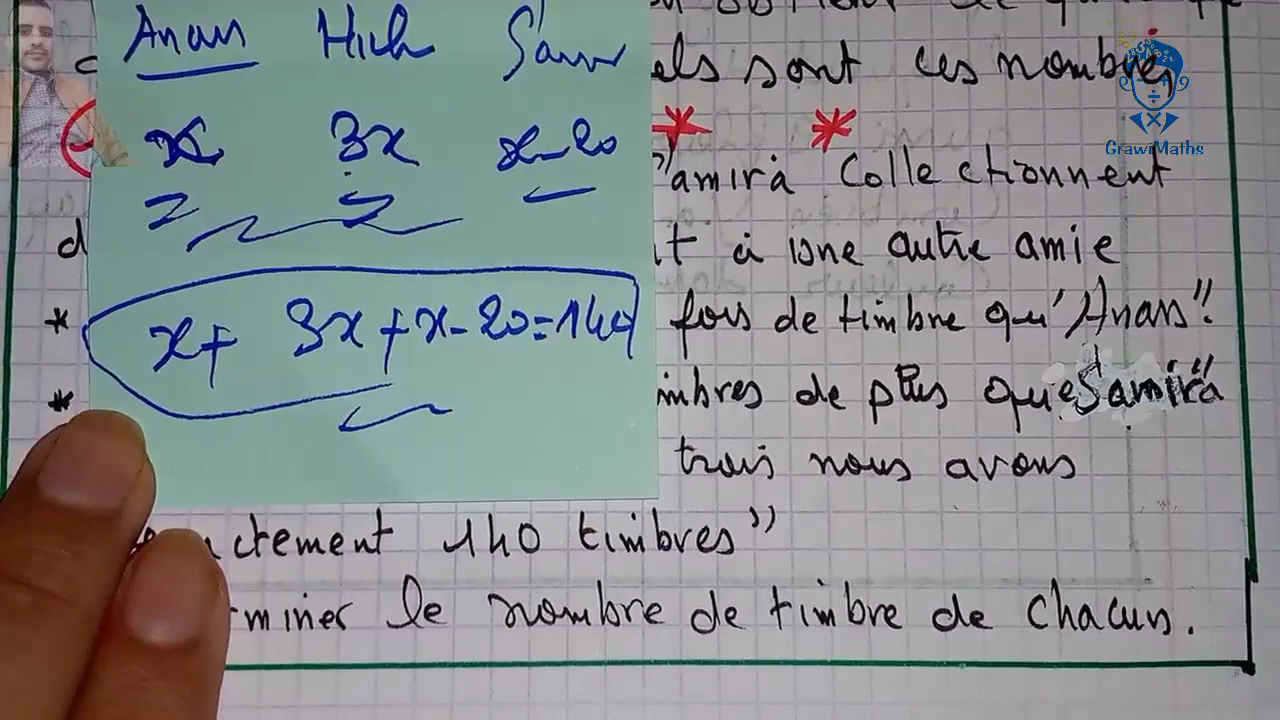 Anas Hich Samir
x 3x x-20
x+ 3x+x-20=140
els sont ces nombres
GrawiMaths
"amira Collectionnent
d t à une autre amie
* fois de timbre qu'"Anas".
* mbres de plus que Samira"
trois nous avons
actement 140 timbres"
rminer le nombre de timbre de chacun.